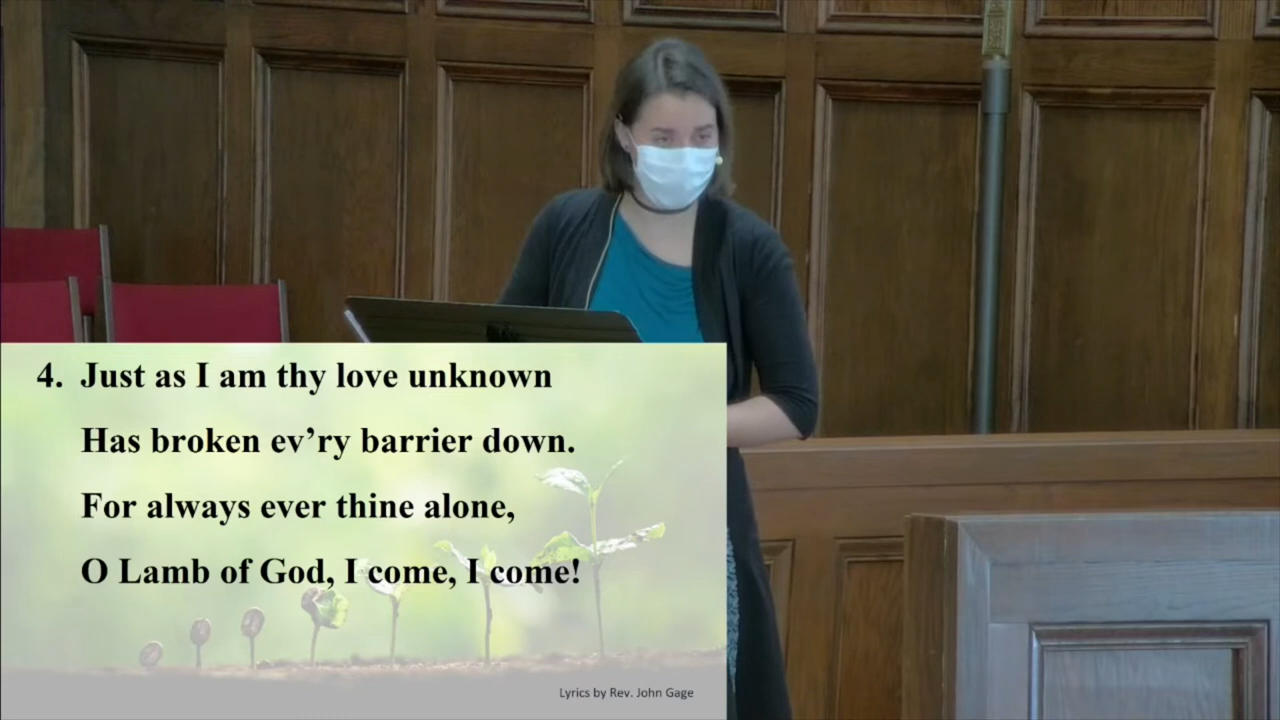 4. Just as I am thy love unknown
Has broken ev’ry barrier down.
For always ever thine alone,
O Lamb of God, I come, I come!
Lyrics by Rev. John Gage